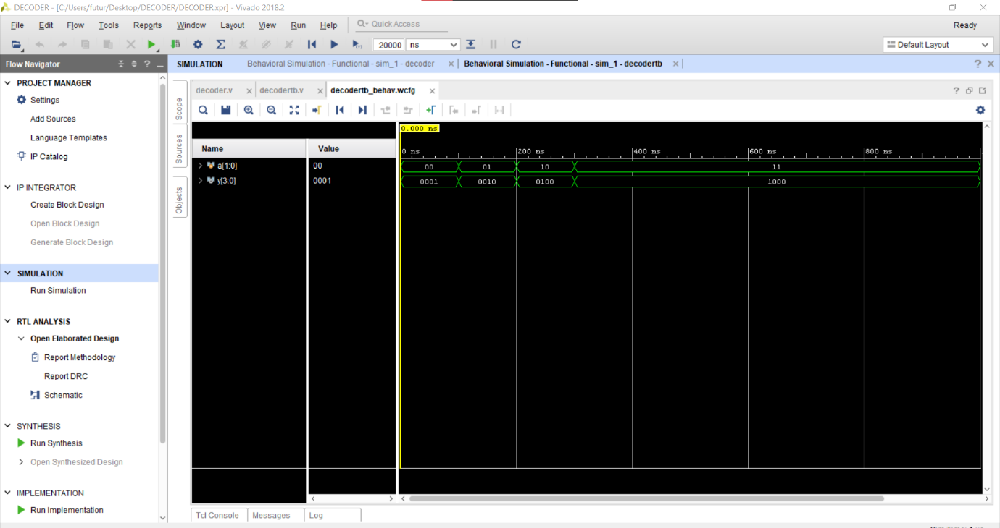 DECODER - [C:/Users/futur/Desktop/DECODER/DECODER.xpr] - Vivado 2018.2
File Edit Flow Tools Reports Window Layout View Run Help Quick Access Ready
20000 ns Default Layout
Flow Navigator
SIMULATION Behavioral Simulation - Functional - sim_1 - decoder Behavioral Simulation - Functional - sim_1 - decodertb
PROJECT MANAGER
Settings
Add Sources
Language Templates
IP Catalog
IP INTEGRATOR
Create Block Design
Open Block Design
Generate Block Design
SIMULATION
Run Simulation
RTL ANALYSIS
Open Elaborated Design
Report Methodology
Report DRC
Schematic
SYNTHESIS
Run Synthesis
Open Synthesized Design
IMPLEMENTATION
Run Implementation
Scope
Sources
Objects
decoder.v decodertb.v decodertb_behav.wcfg
0.000 ns
Name Value
0 ns 200 ns 400 ns 600 ns 800 ns
a[1:0] 00 00 01 10 11
y[3:0] 0001 0001 0010 0100 1000
Tcl Console Messages Log